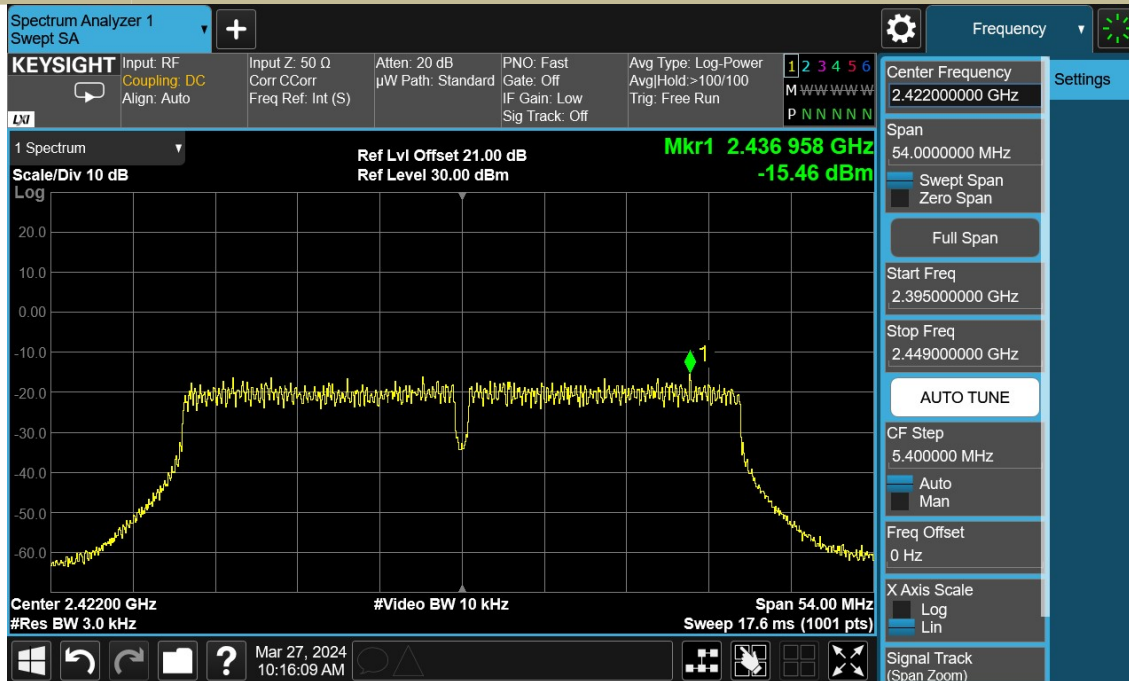 Spectrum Analyzer 1
Swept SA
+
Frequency
KEYSIGHT
LXI
Input: RF
Coupling: DC
Align: Auto
Input Z: 50 Ω
Corr CCorr
Freq Ref: Int (S)
Atten: 20 dB
µW Path: Standard
PNO: Fast
Gate: Off
IF Gain: Low
Sig Track: Off
Avg Type: Log-Power
Avg|Hold:>100/100
Trig: Free Run
1 2 3 4 5 6
M W W W W W
P N N N N N
1 Spectrum
Scale/Div 10 dB
Ref Lvl Offset 21.00 dB
Ref Level 30.00 dBm
Mkr1 2.436 958 GHz
-15.46 dBm
Log
20.0
10.0
0.00
-10.0
-20.0
-30.0
-40.0
-50.0
-60.0
1
Center 2.42200 GHz
#Video BW 10 kHz
Span 54.00 MHz
#Res BW 3.0 kHz
Sweep 17.6 ms (1001 pts)
?
Mar 27, 2024
10:16:09 AM
Center Frequency
2.422000000 GHz
Settings
Span
54.0000000 MHz
Swept Span
Zero Span
Full Span
Start Freq
2.395000000 GHz
Stop Freq
2.449000000 GHz
AUTO TUNE
CF Step
5.400000 MHz
Auto
Man
Freq Offset
0 Hz
X Axis Scale
Log
Lin
Signal Track
(Span Zoom)